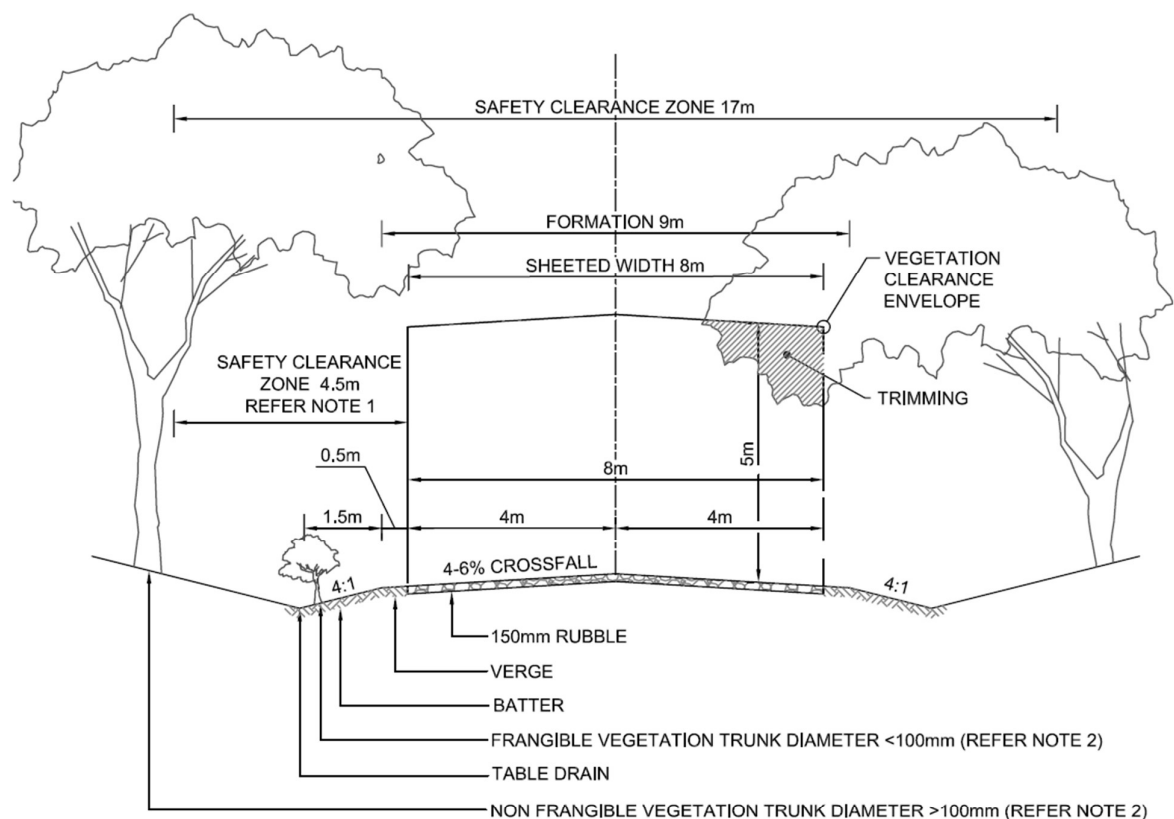 SAFETY CLEARANCE ZONE 17m
FORMATION 9m
SHEETED WIDTH 8m
VEGETATION
CLEARANCE
ENVELOPE
SAFETY CLEARANCE
ZONE 4.5m
REFER NOTE 1
TRIMMING
0.5m
5m
8m
1.5m
4m
4m
4-6% CROSSFALL
4:1
4:1
150mm RUBBLE
VERGE
BATTER
FRANGIBLE VEGETATION TRUNK DIAMETER <100mm (REFER NOTE 2)
TABLE DRAIN
NON FRANGIBLE VEGETATION TRUNK DIAMETER >100mm (REFER NOTE 2)